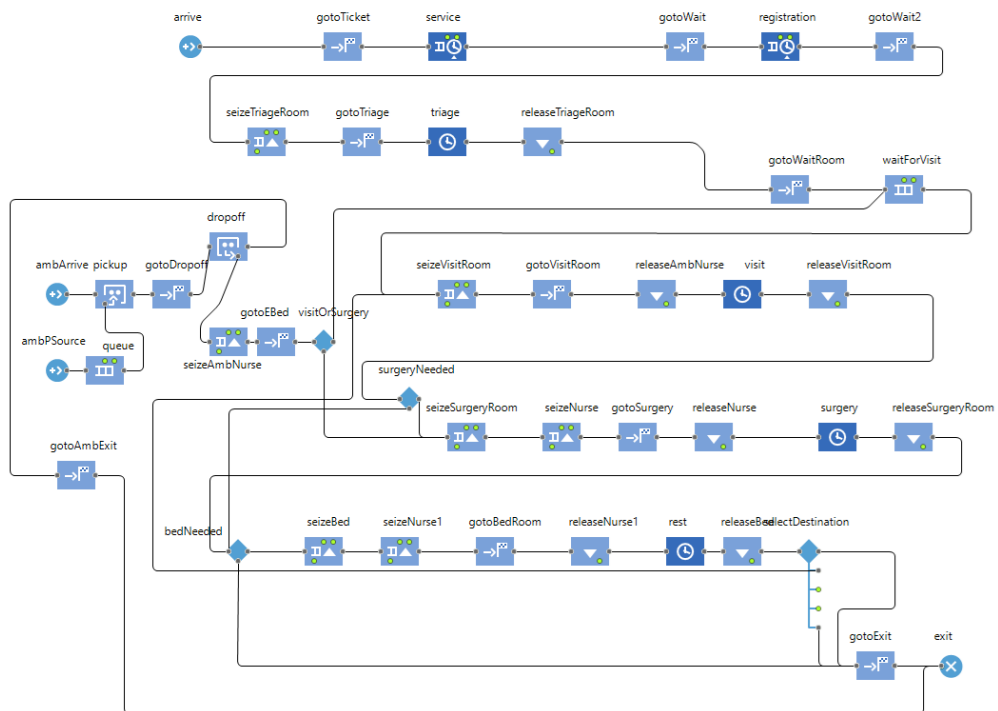 arrive
gotoTicket
service
gotoWait
registration
gotoWait2
seizeTriageRoom
gotoTriage
triage
releaseTriageRoom
gotoWaitRoom
waitForVisit
dropoff
ambArrive
pickup
gotoDropoff
seizeVisitRoom
gotoVisitRoom
releaseAmbNurse
visit
releaseVisitRoom
gotoEBed
visitOrSurgery
ambPSource
queue
seizeAmbNurse
surgeryNeeded
seizeSurgeryRoom
seizeNurse
gotoSurgery
releaseNurse
surgery
releaseSurgeryRoom
gotoAmbExit
bedNeeded
seizeBed
seizeNurse1
gotoBedRoom
releaseNurse1
rest
releaseBed
selectDestination
gotoExit
exit